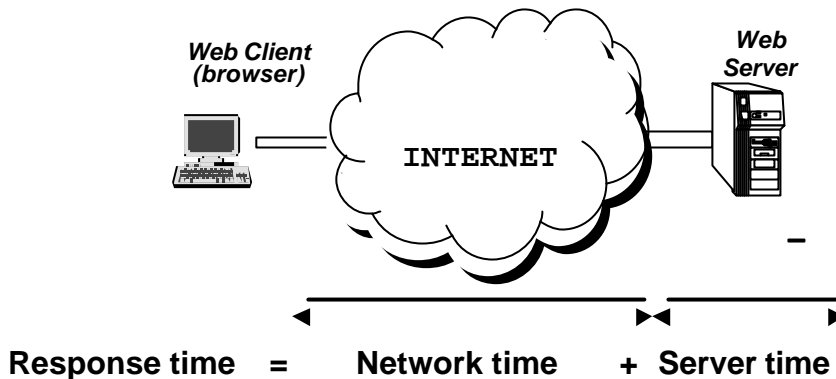 Web Client
(browser)
Web
Server
INTERNET
Response time = Network time + Server time